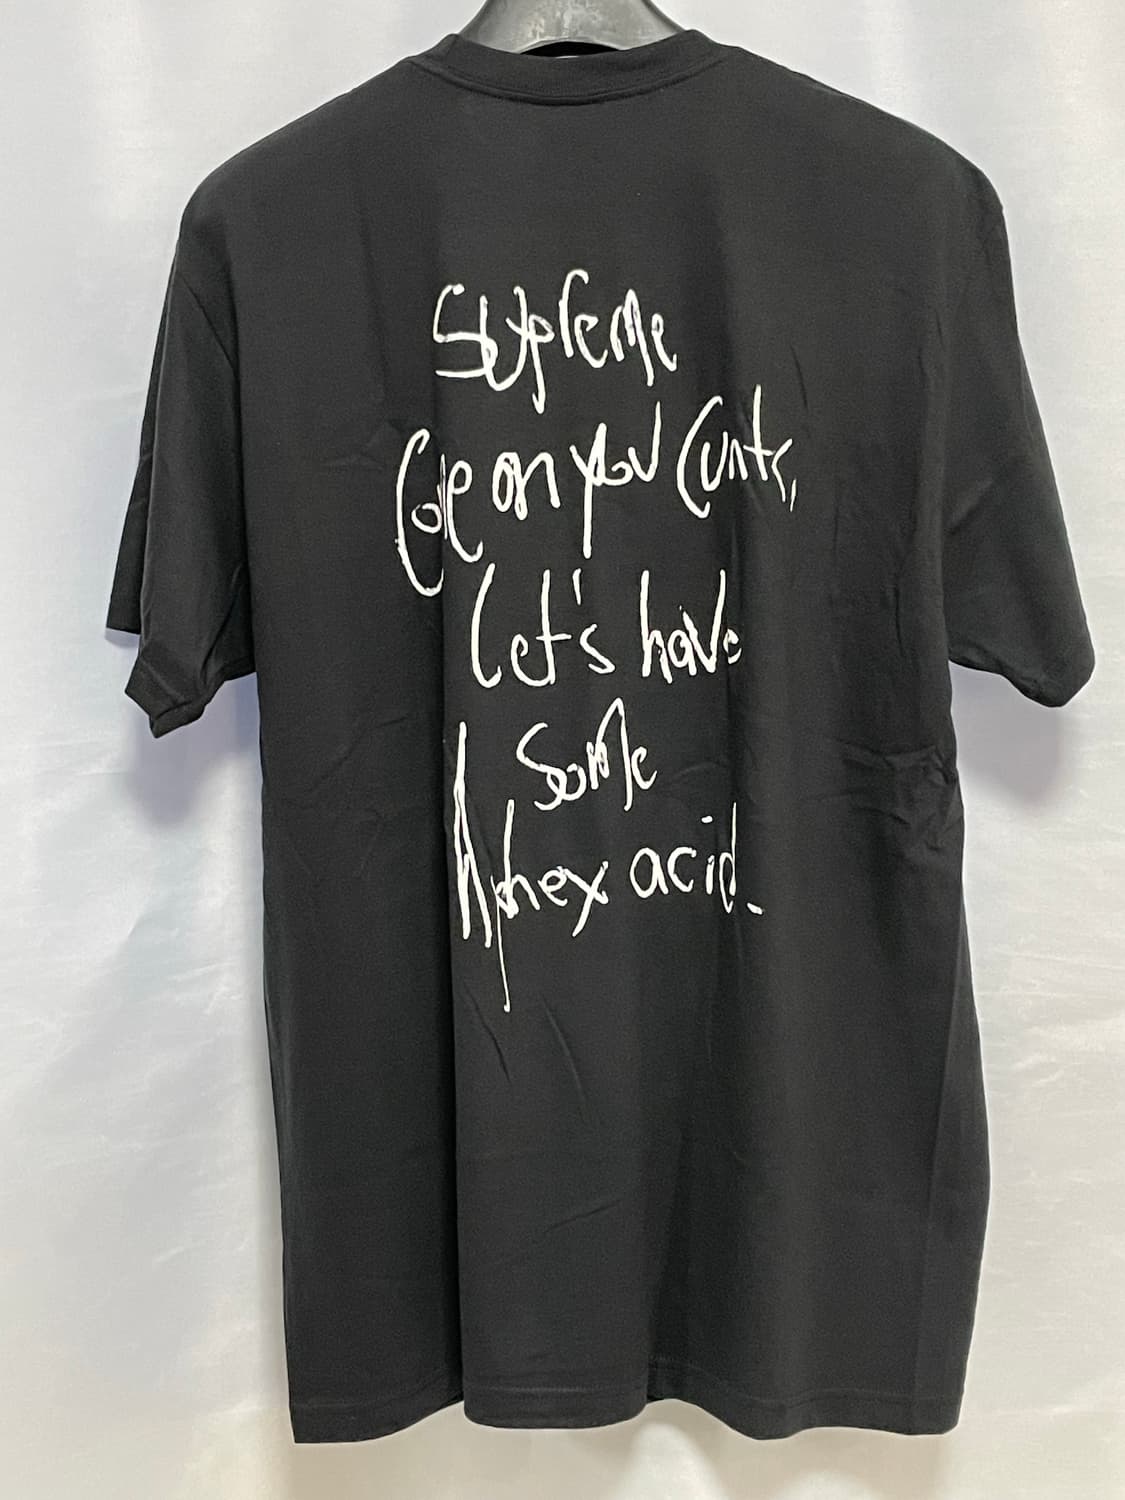 Supreme
Come on you cunts,
Let's have
some
Aphex acid.